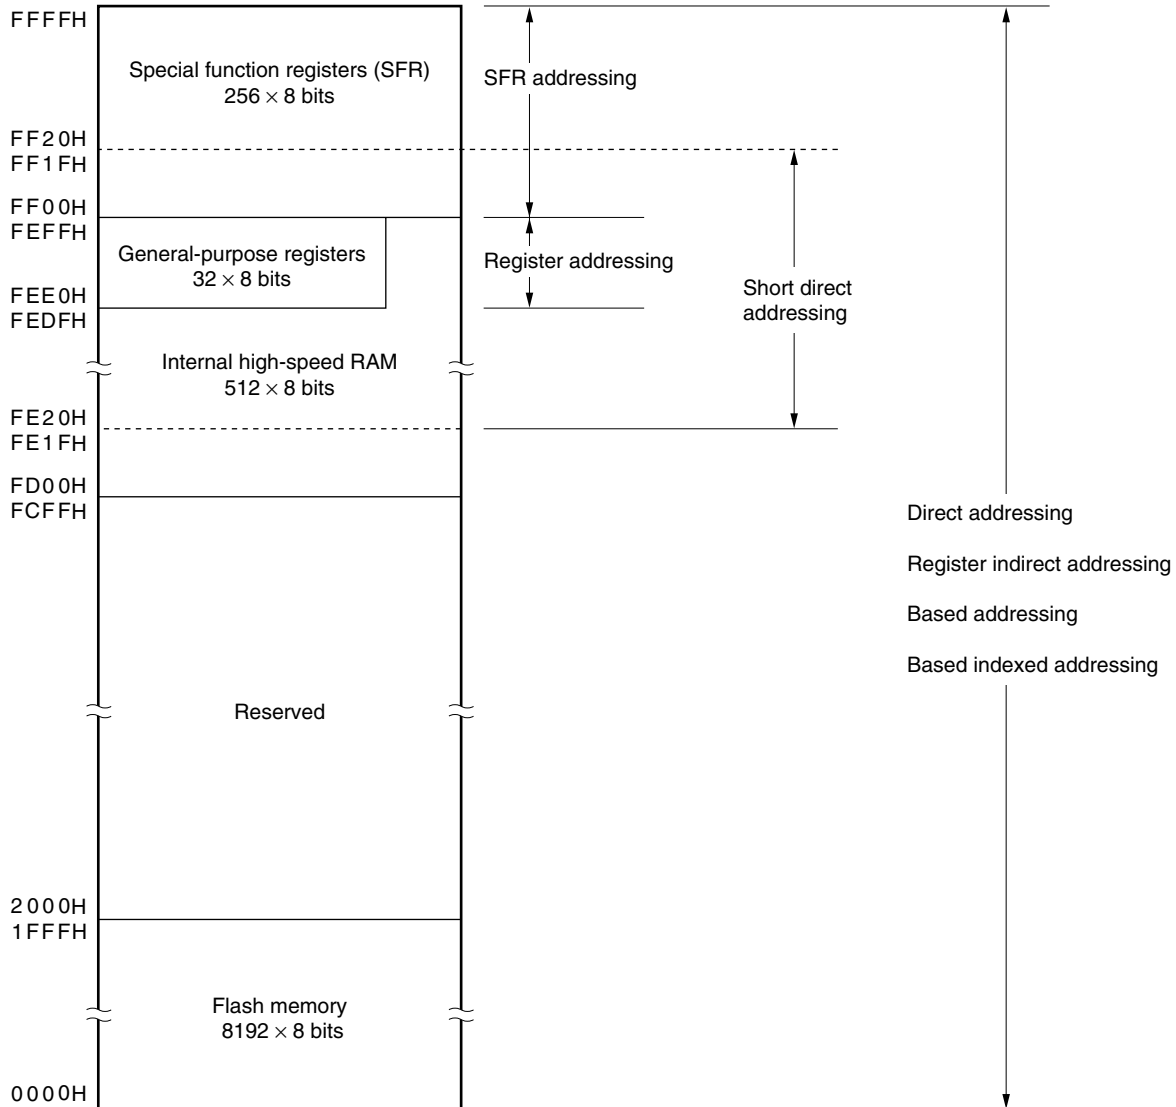 FFFFH
Special function registers (SFR)
256 × 8 bits
SFR addressing
FF20H
FF1FH
FF00H
FEFFH
General-purpose registers
32 × 8 bits
Register addressing
Short direct
addressing
FEE0H
FEDFH
Internal high-speed RAM
512 × 8 bits
FE20H
FE1FH
FD00H
FCFFH
Direct addressing
Register indirect addressing
Based addressing
Based indexed addressing
Reserved
2000H
1FFFH
Flash memory
8192 × 8 bits
0000H